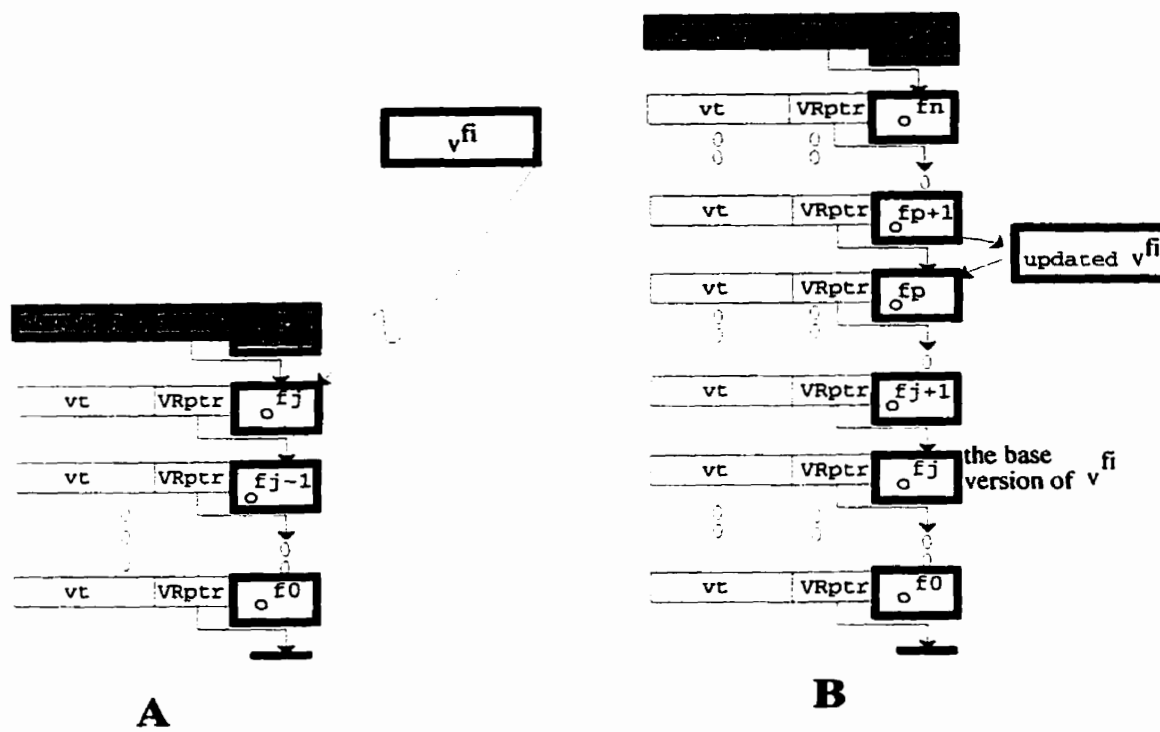 v^fi
vt VRptr o^fj
vt VRptr o^fj-1
vt VRptr o^f0
A
vt VRptr o^fn
vt VRptr o^fp+1
updated v^fi
vt VRptr o^fp
vt VRptr o^fj+1
vt VRptr o^fj
the base
version of v^fi
vt VRptr o^f0
B